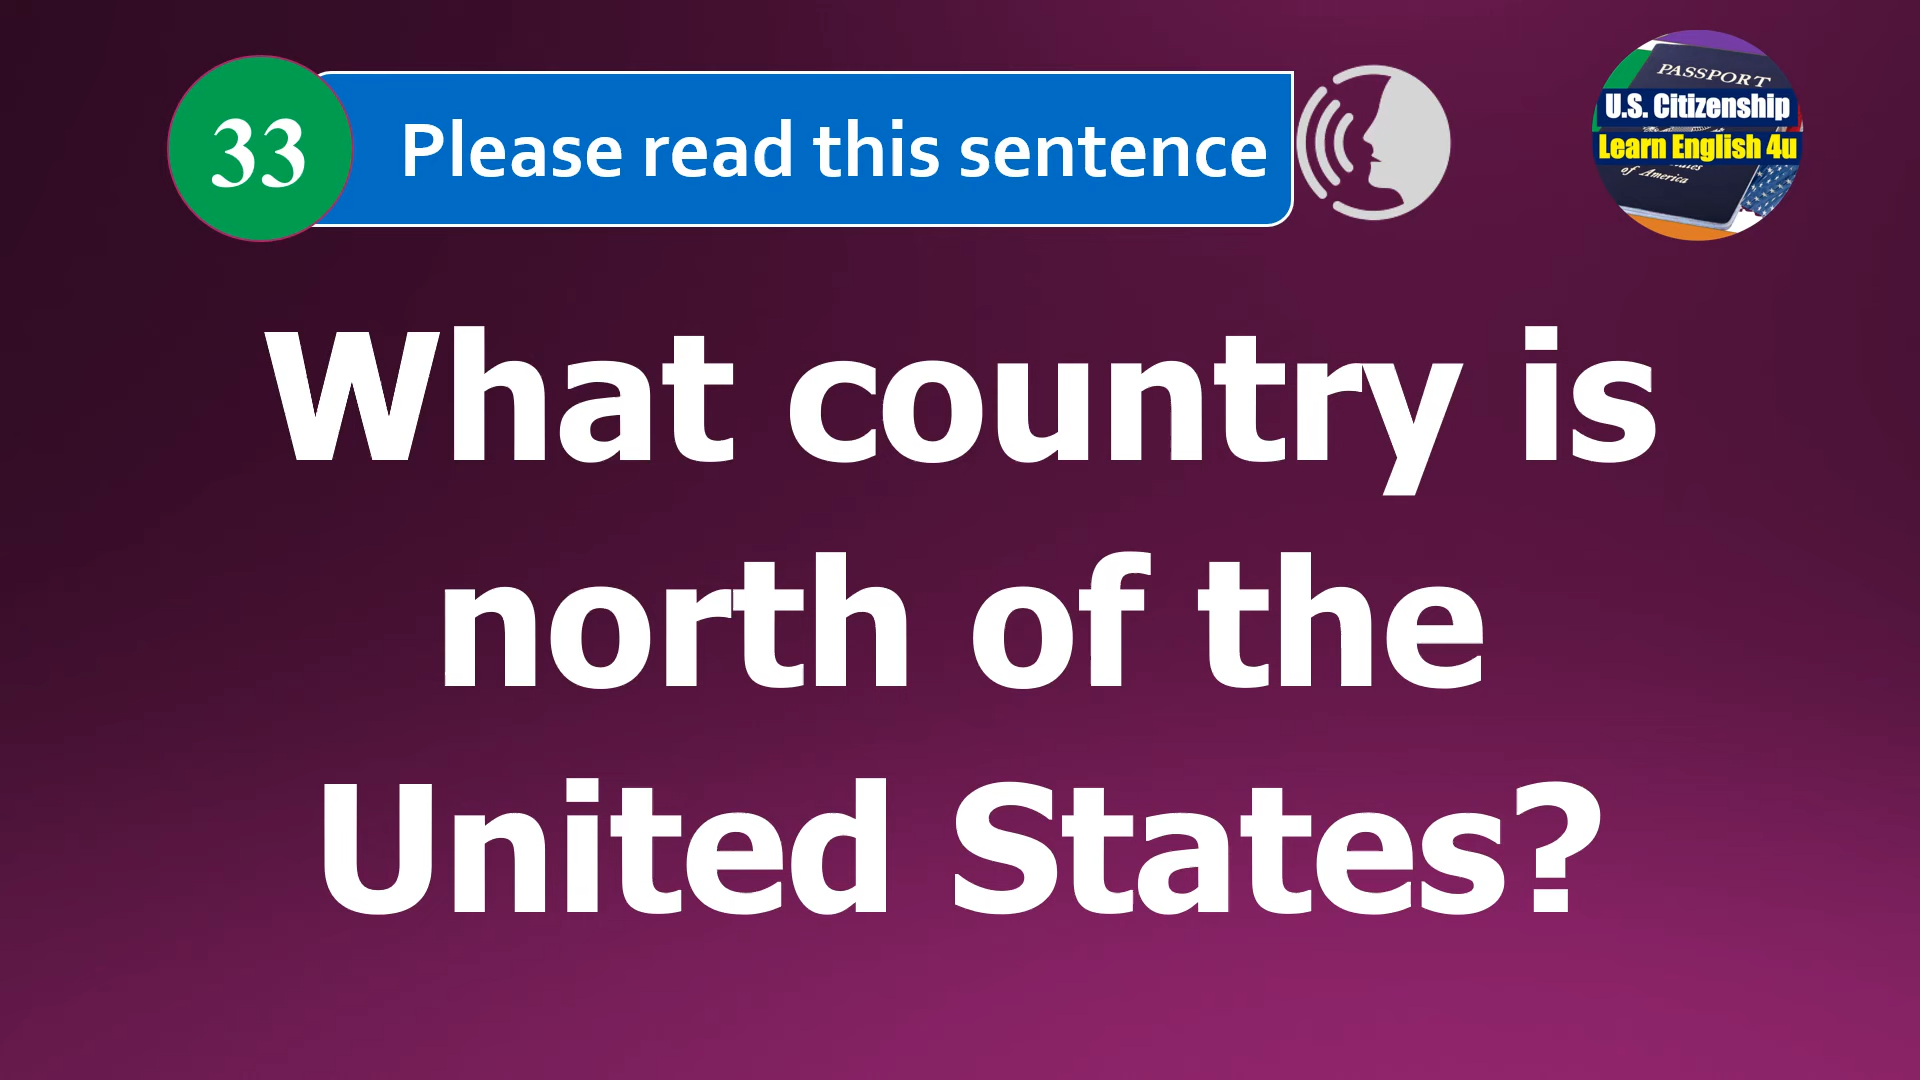 33
Please read this sentence
PASSPORT
U.S. Citizenship
Learn English 4u
of America
What country is
north of the
United States?